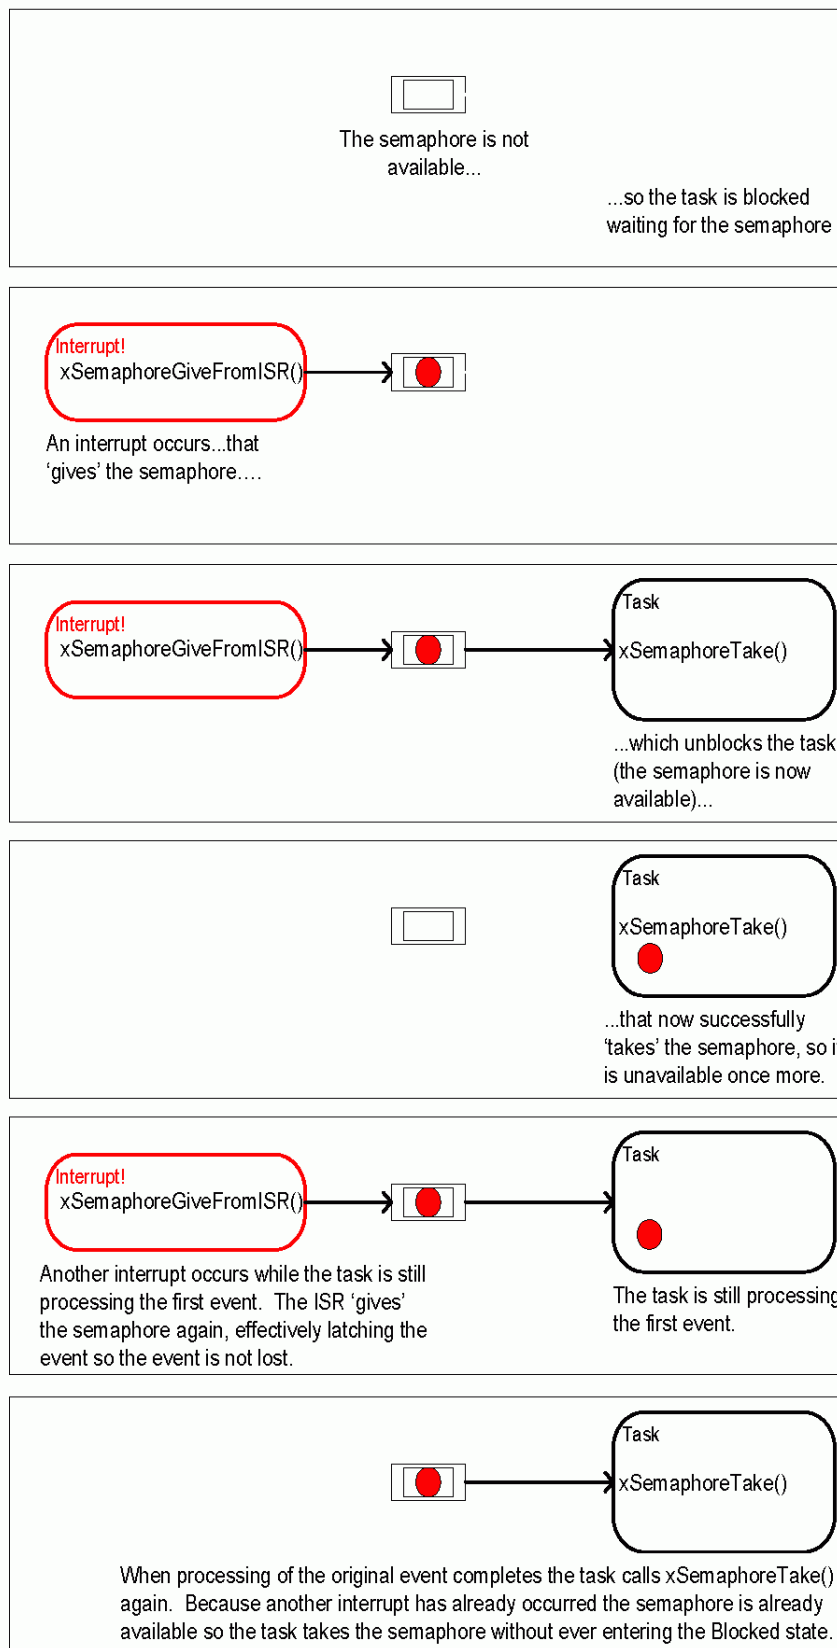 The semaphore is not
available...
...so the task is blocked
waiting for the semaphore
Interrupt!
xSemaphoreGiveFromISR()
An interrupt occurs...that
‘gives’ the semaphore….
Interrupt!
xSemaphoreGiveFromISR()
Task
xSemaphoreTake()
...which unblocks the task
(the semaphore is now
available)...
Task
xSemaphoreTake()
...that now successfully
‘takes’ the semaphore, so i
is unavailable once more.
Interrupt!
xSemaphoreGiveFromISR()
Task
Another interrupt occurs while the task is still
processing the first event.  The ISR ‘gives’
the semaphore again, effectively latching the
event so the event is not lost.
The task is still processing
the first event.
Task
xSemaphoreTake()
When processing of the original event completes the task calls xSemaphoreTake()
again.  Because another interrupt has already occurred the semaphore is already
available so the task takes the semaphore without ever entering the Blocked state.